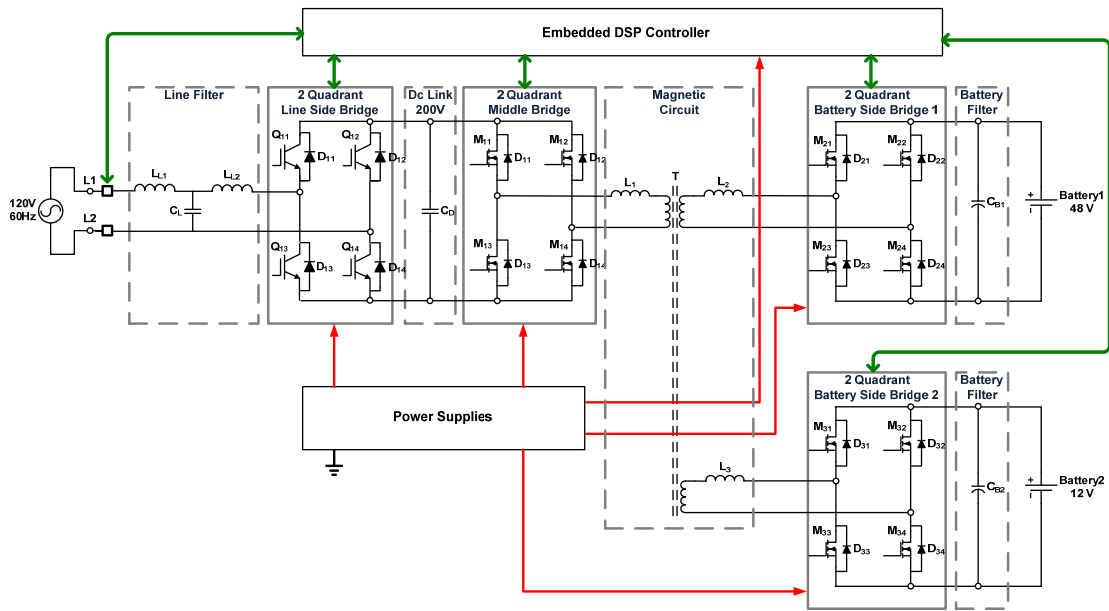 Embedded DSP Controller
Line Filter
2 Quadrant
Line Side Bridge
Dc Link
200V
2 Quadrant
Middle Bridge
Magnetic
Circuit
2 Quadrant
Battery Side Bridge 1
Battery
Filter
Q11
Q12
D11
D12
M11
M12
D11
D12
M21
M22
D21
D22
L1
LL1
LL2
L1
T
L2
120V
60Hz
CL
CD
CB1
+
–
Battery1
48 V
L2
Q13
Q14
D13
D14
M13
M14
D13
D14
M23
M24
D23
D24
Power Supplies
2 Quadrant
Battery Side Bridge 2
Battery
Filter
M31
M32
D31
D32
L3
CB2
+
–
Battery2
12 V
M33
M34
D33
D34